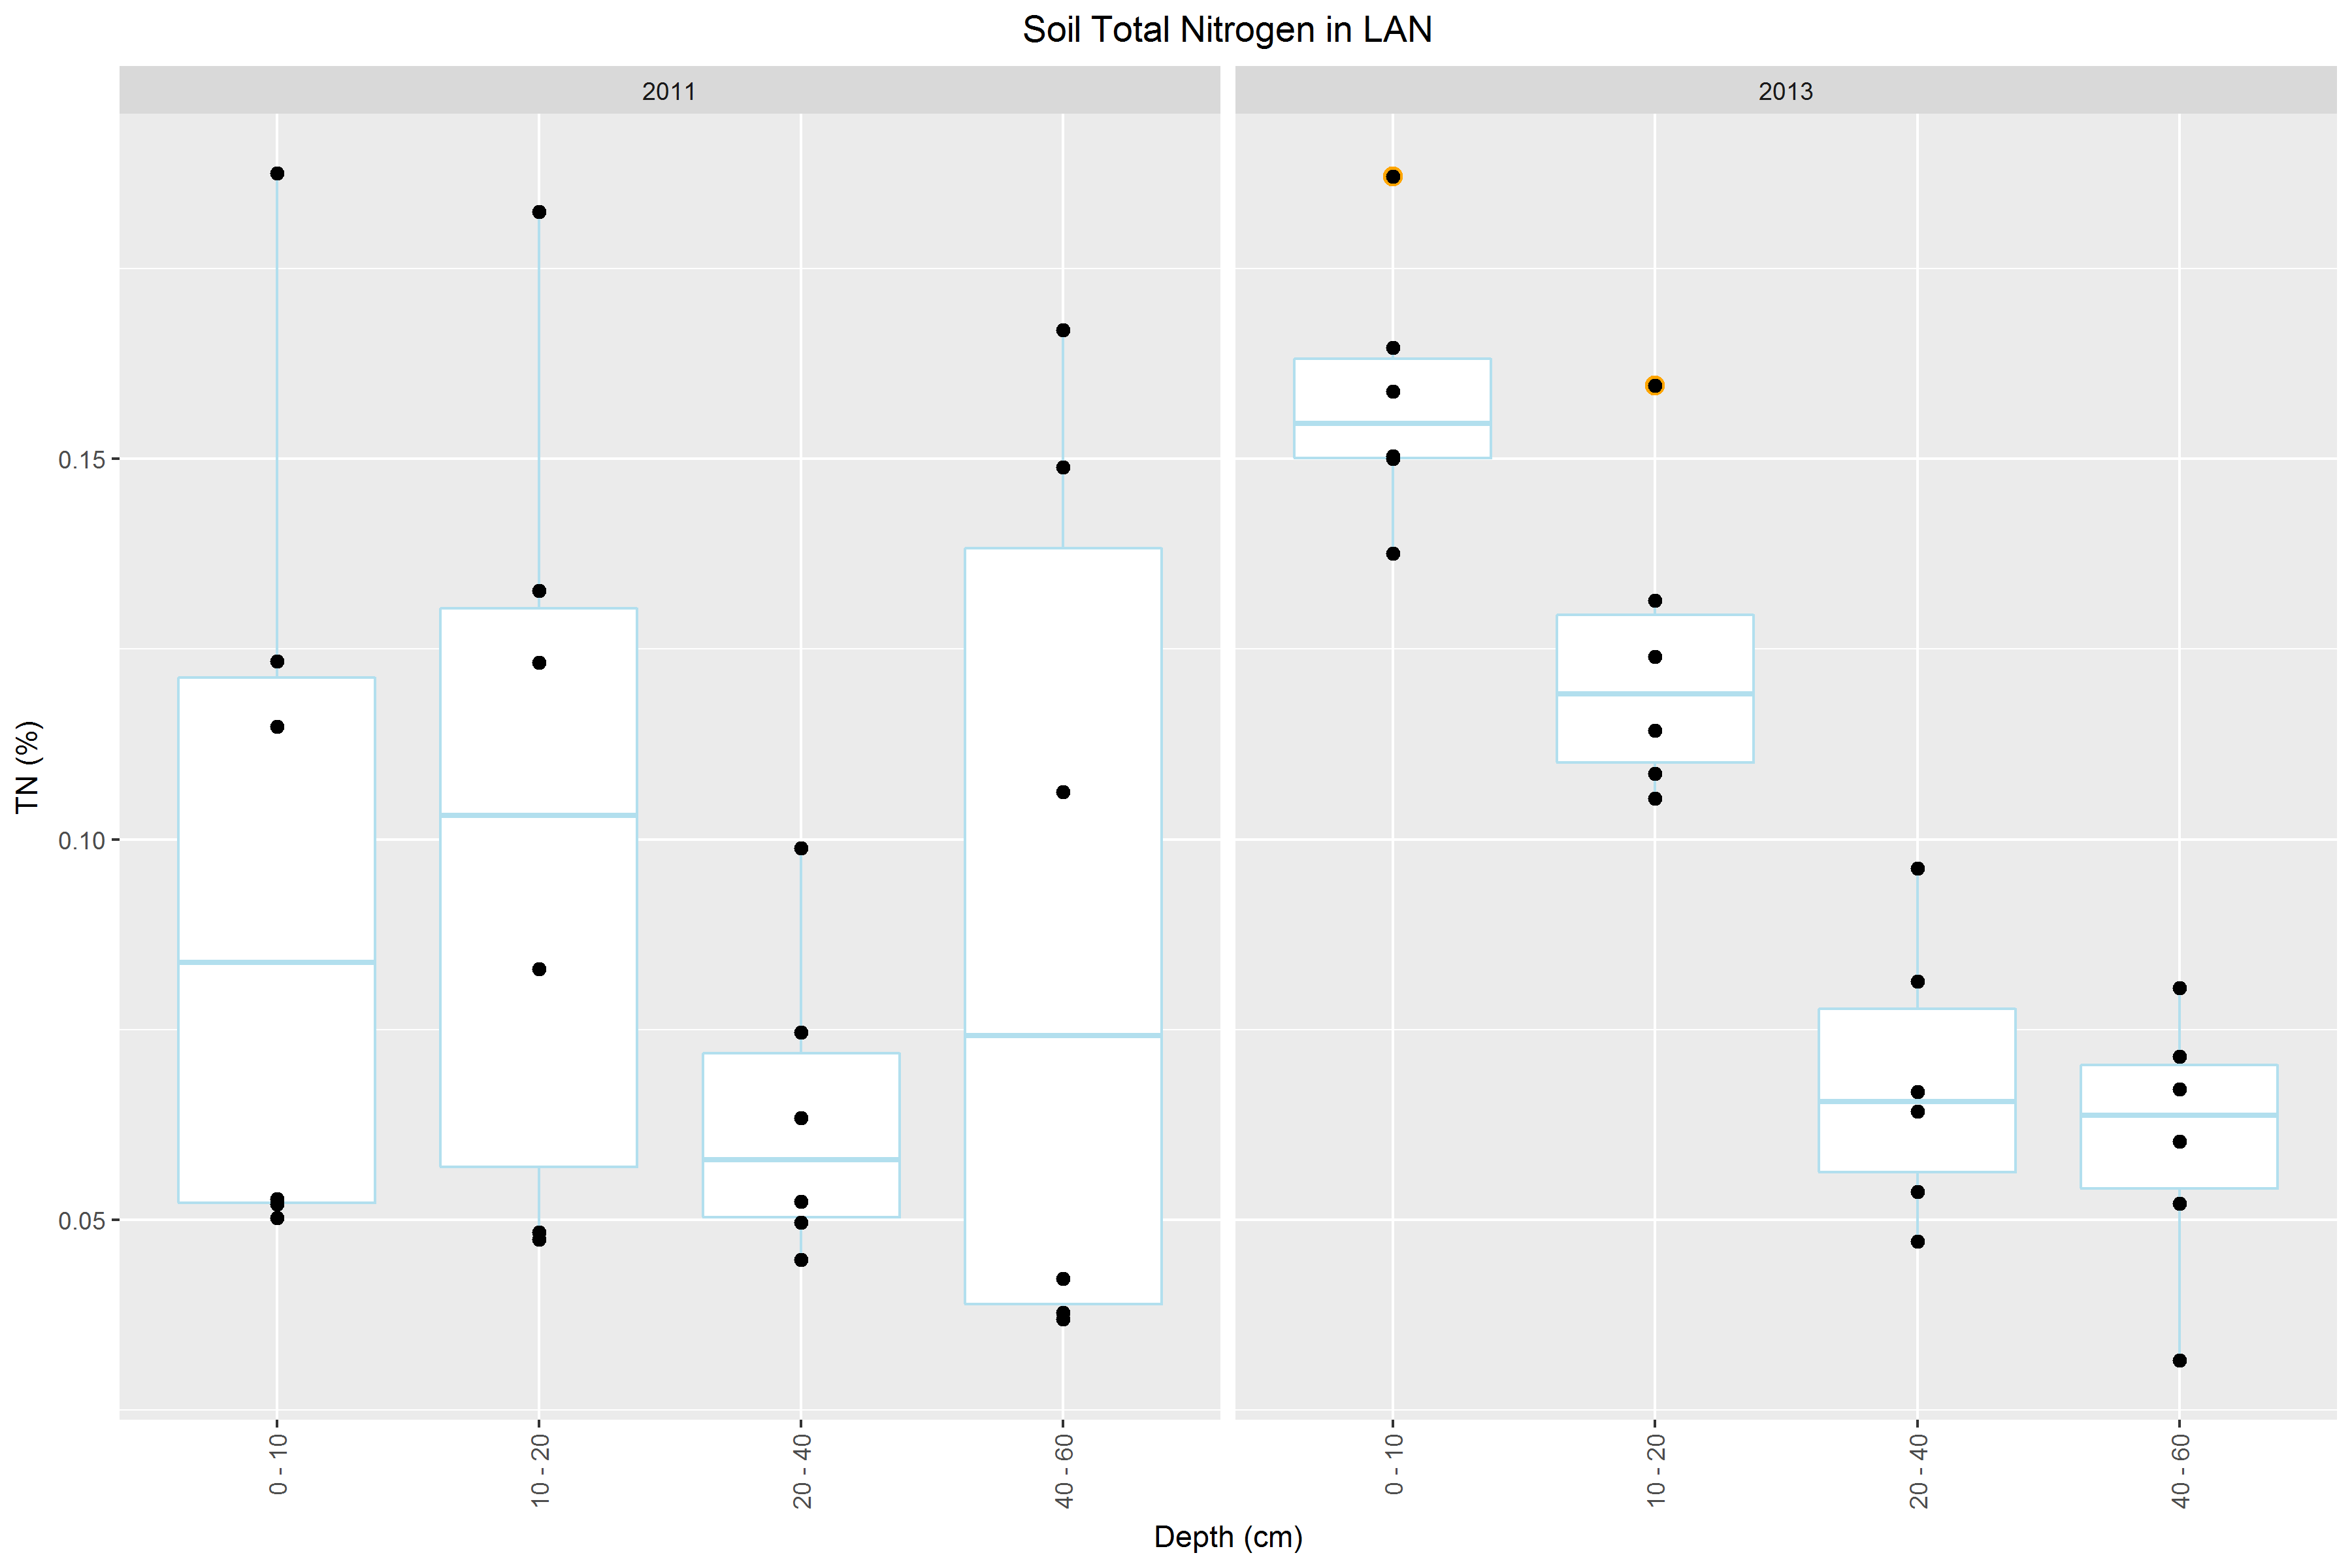 Soil Total Nitrogen in LAN
2011
2013
TN (%)
0.15
0.10
0.05
0 - 10
10 - 20
20 - 40
40 - 60
0 - 10
10 - 20
20 - 40
40 - 60
Depth (cm)